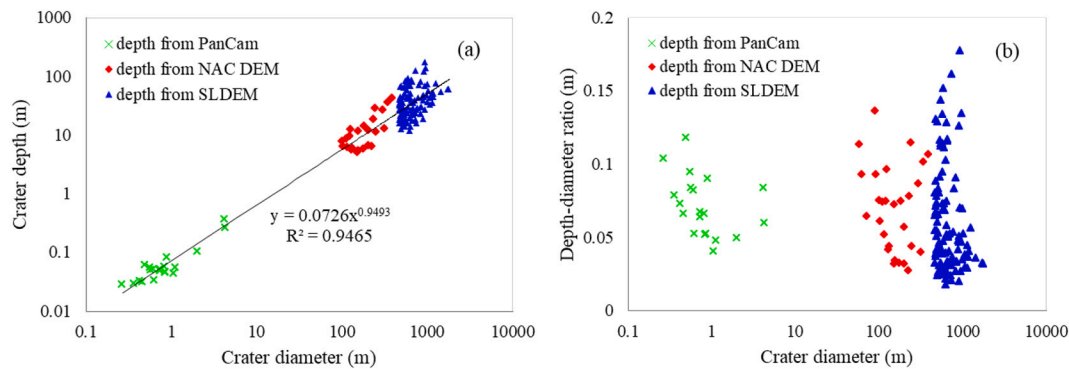 1000
100
10
1
0.1
0.01
Crater depth (m)
depth from PanCam
depth from NAC DEM
depth from SLDEM
(a)
y = 0.0726x^0.9493
R² = 0.9465
0.1
1
10
100
1000
10000
Crater diameter (m)
0.2
0.15
0.1
0.05
0
Depth-diameter ratio (m)
depth from PanCam
depth from NAC DEM
depth from SLDEM
(b)
0.1
1
10
100
1000
10000
Crater diameter (m)